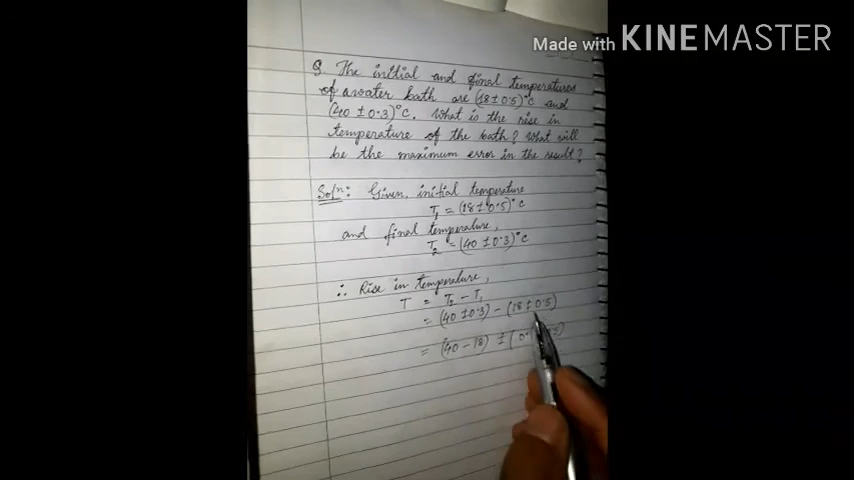 Made with KINEMASTER
Q. The initial and final temperatures
of a water bath are (18 ± 0.5)°C and
(40 ± 0.3)°C. What is the rise in
temperature of the bath? What will
be the maximum error in the result?
Solⁿ: Given, initial temperature
T₁ = (18 ± 0.5)°C
and final temperature,
T₂ = (40 ± 0.3)°C
∴ Rise in temperature,
T = T₂ - T₁
= (40 ± 0.3) - (18 ± 0.5)
= (40 - 18) ± (